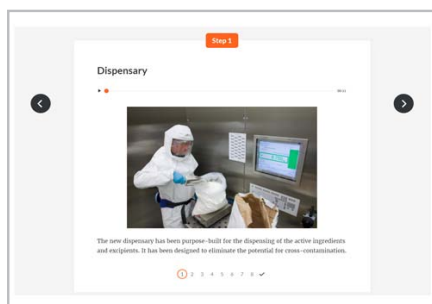 Step 1
Dispensary
The new dispensary has been purpose-built for the dispensing of the active ingredients
and excipients. It has been designed to eliminate the potential for cross-contamination.
1 2 3 4 5 6 7 8